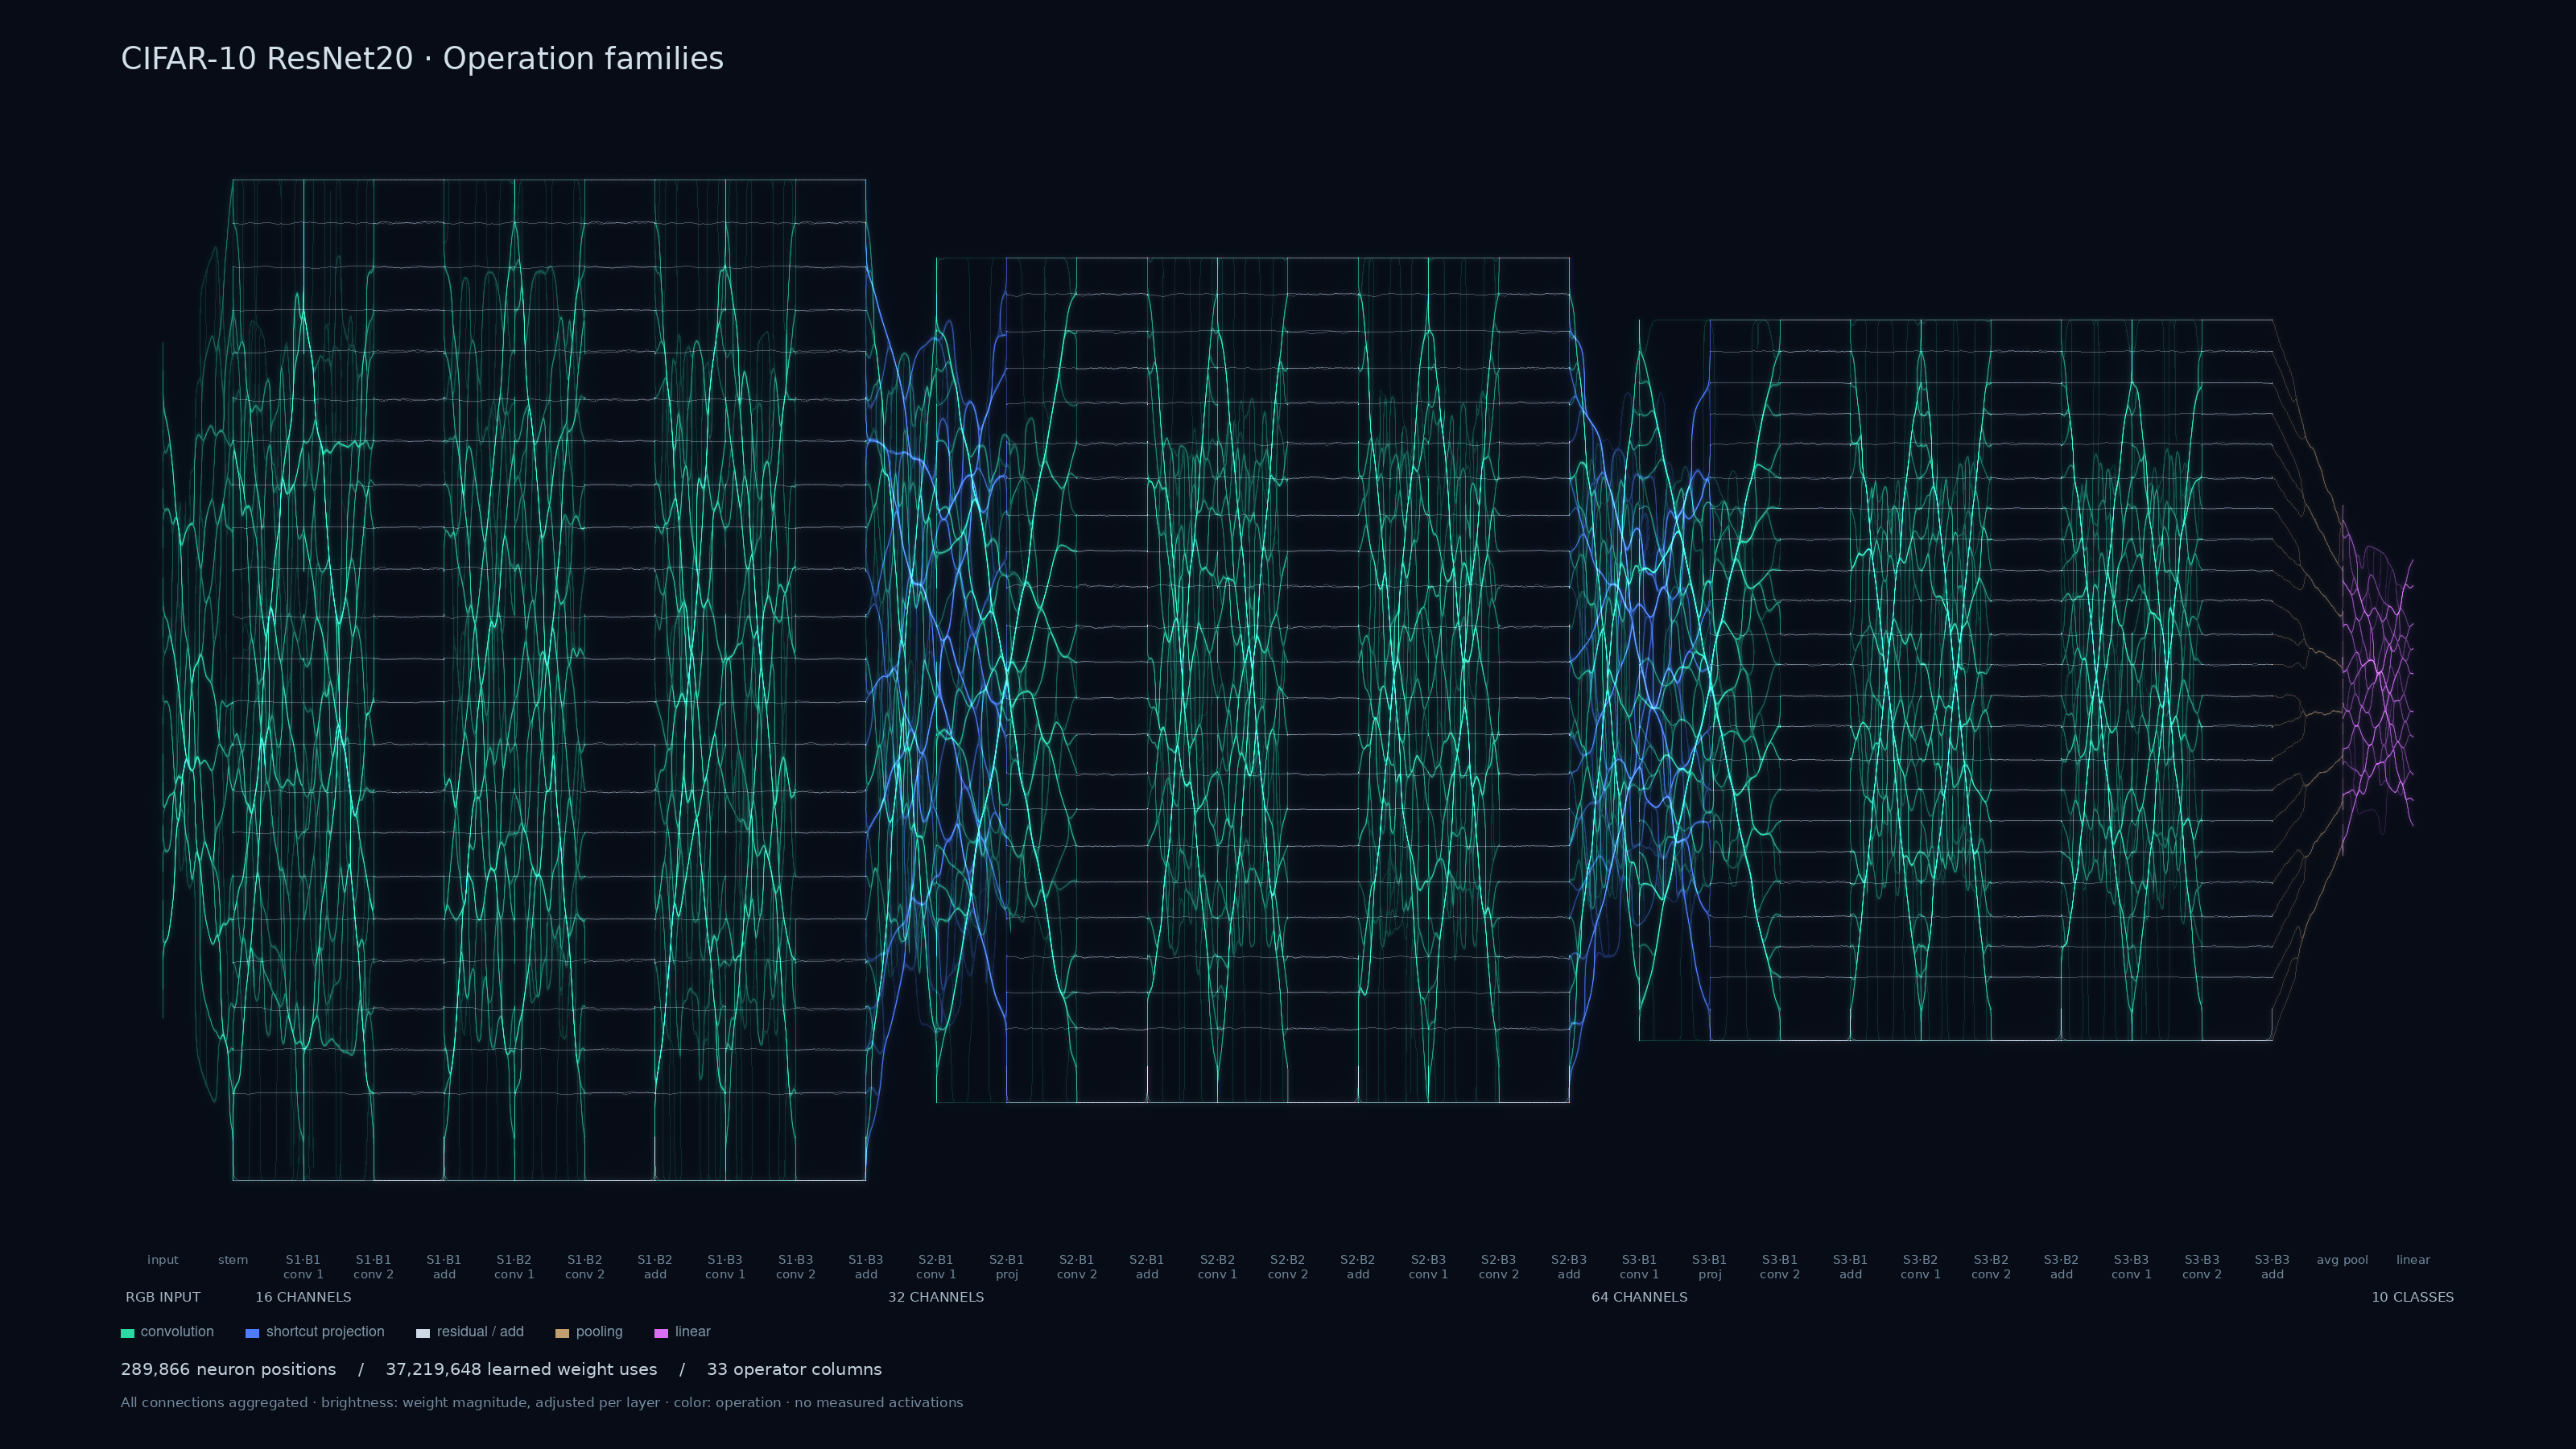 CIFAR-10 ResNet20 · Operation families
input stem S1·B1 S1·B1 S1·B1 S1·B2 S1·B2 S1·B2 S1·B3 S1·B3 S1·B3 S2·B1 S2·B1 S2·B1 S2·B1 S2·B2 S2·B2 S2·B2 S2·B3 S2·B3 S2·B3 S3·B1 S3·B1 S3·B1 S3·B1 S3·B2 S3·B2 S3·B2 S3·B3 S3·B3 S3·B3 avg pool linear
conv 1 conv 2 add conv 1 conv 2 add conv 1 conv 2 add conv 1 proj conv 2 add conv 1 conv 2 add conv 1 conv 2 add conv 1 proj conv 2 add conv 1 conv 2 add conv 1 conv 2 add
RGB INPUT 16 CHANNELS 32 CHANNELS 64 CHANNELS 10 CLASSES
convolution shortcut projection residual / add pooling linear
289,866 neuron positions / 37,219,648 learned weight uses / 33 operator columns
All connections aggregated · brightness: weight magnitude, adjusted per layer · color: operation · no measured activations